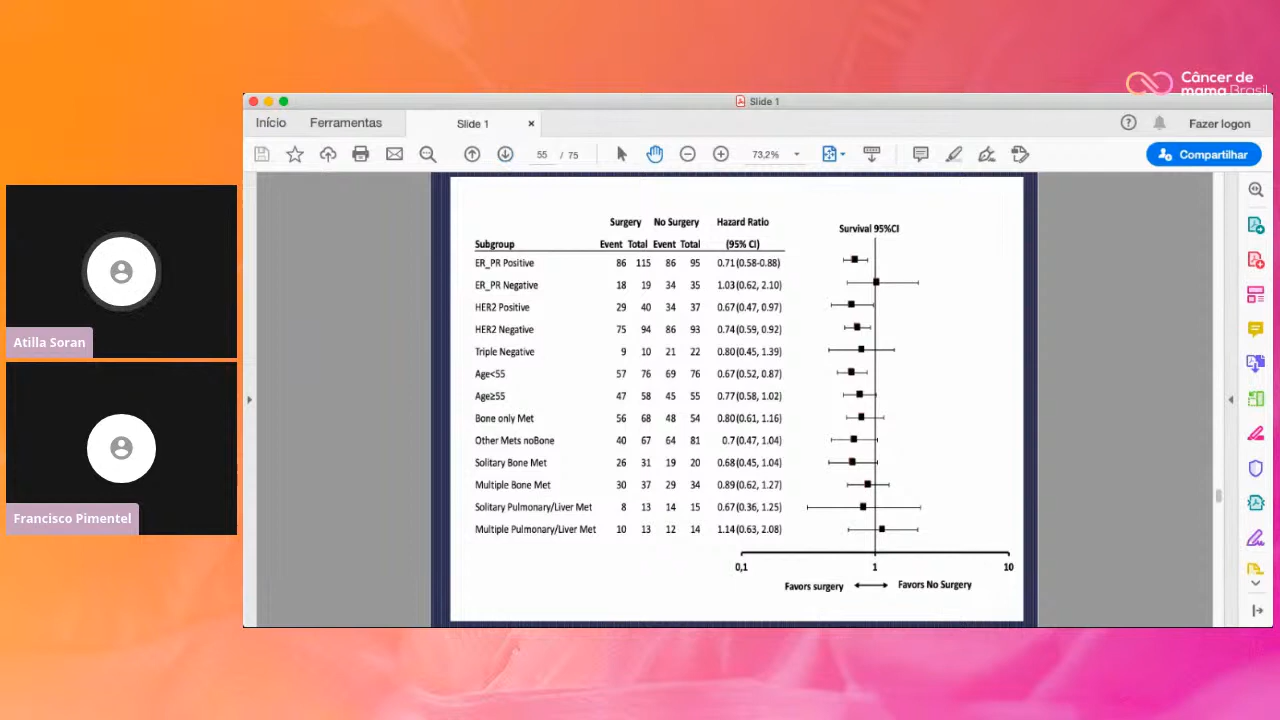 Câncer de
mama Brasil
Slide 1
Início Ferramentas Slide 1 × Fazer logon
55 / 75 73,2% Compartilhar
Surgery No Surgery Hazard Ratio
Survival 95%CI
Subgroup Event Total Event Total (95% CI)
ER_PR Positive 86 115 86 95 0.71(0.58-0.88)
ER_PR Negative 18 19 34 35 1.03(0.62, 2.10)
HER2 Positive 29 40 34 37 0.67(0.47, 0.97)
HER2 Negative 75 94 86 93 0.74(0.59, 0.92)
Triple Negative 9 10 21 22 0.80(0.45, 1.39)
Age<55 57 76 69 76 0.67(0.52, 0.87)
Age≥55 47 58 45 55 0.77(0.58, 1.02)
Bone only Met 56 68 48 54 0.80(0.61, 1.16)
Other Mets noBone 40 67 64 81 0.7(0.47, 1.04)
Solitary Bone Met 26 31 19 20 0.68(0.45, 1.04)
Multiple Bone Met 30 37 29 34 0.89(0.62, 1.27)
Solitary Pulmonary/Liver Met 8 13 14 15 0.67(0.36, 1.25)
Multiple Pulmonary/Liver Met 10 13 12 14 1.14(0.63, 2.08)
0,1 1 10
Favors surgery Favors No Surgery
Atilla Soran
Francisco Pimentel